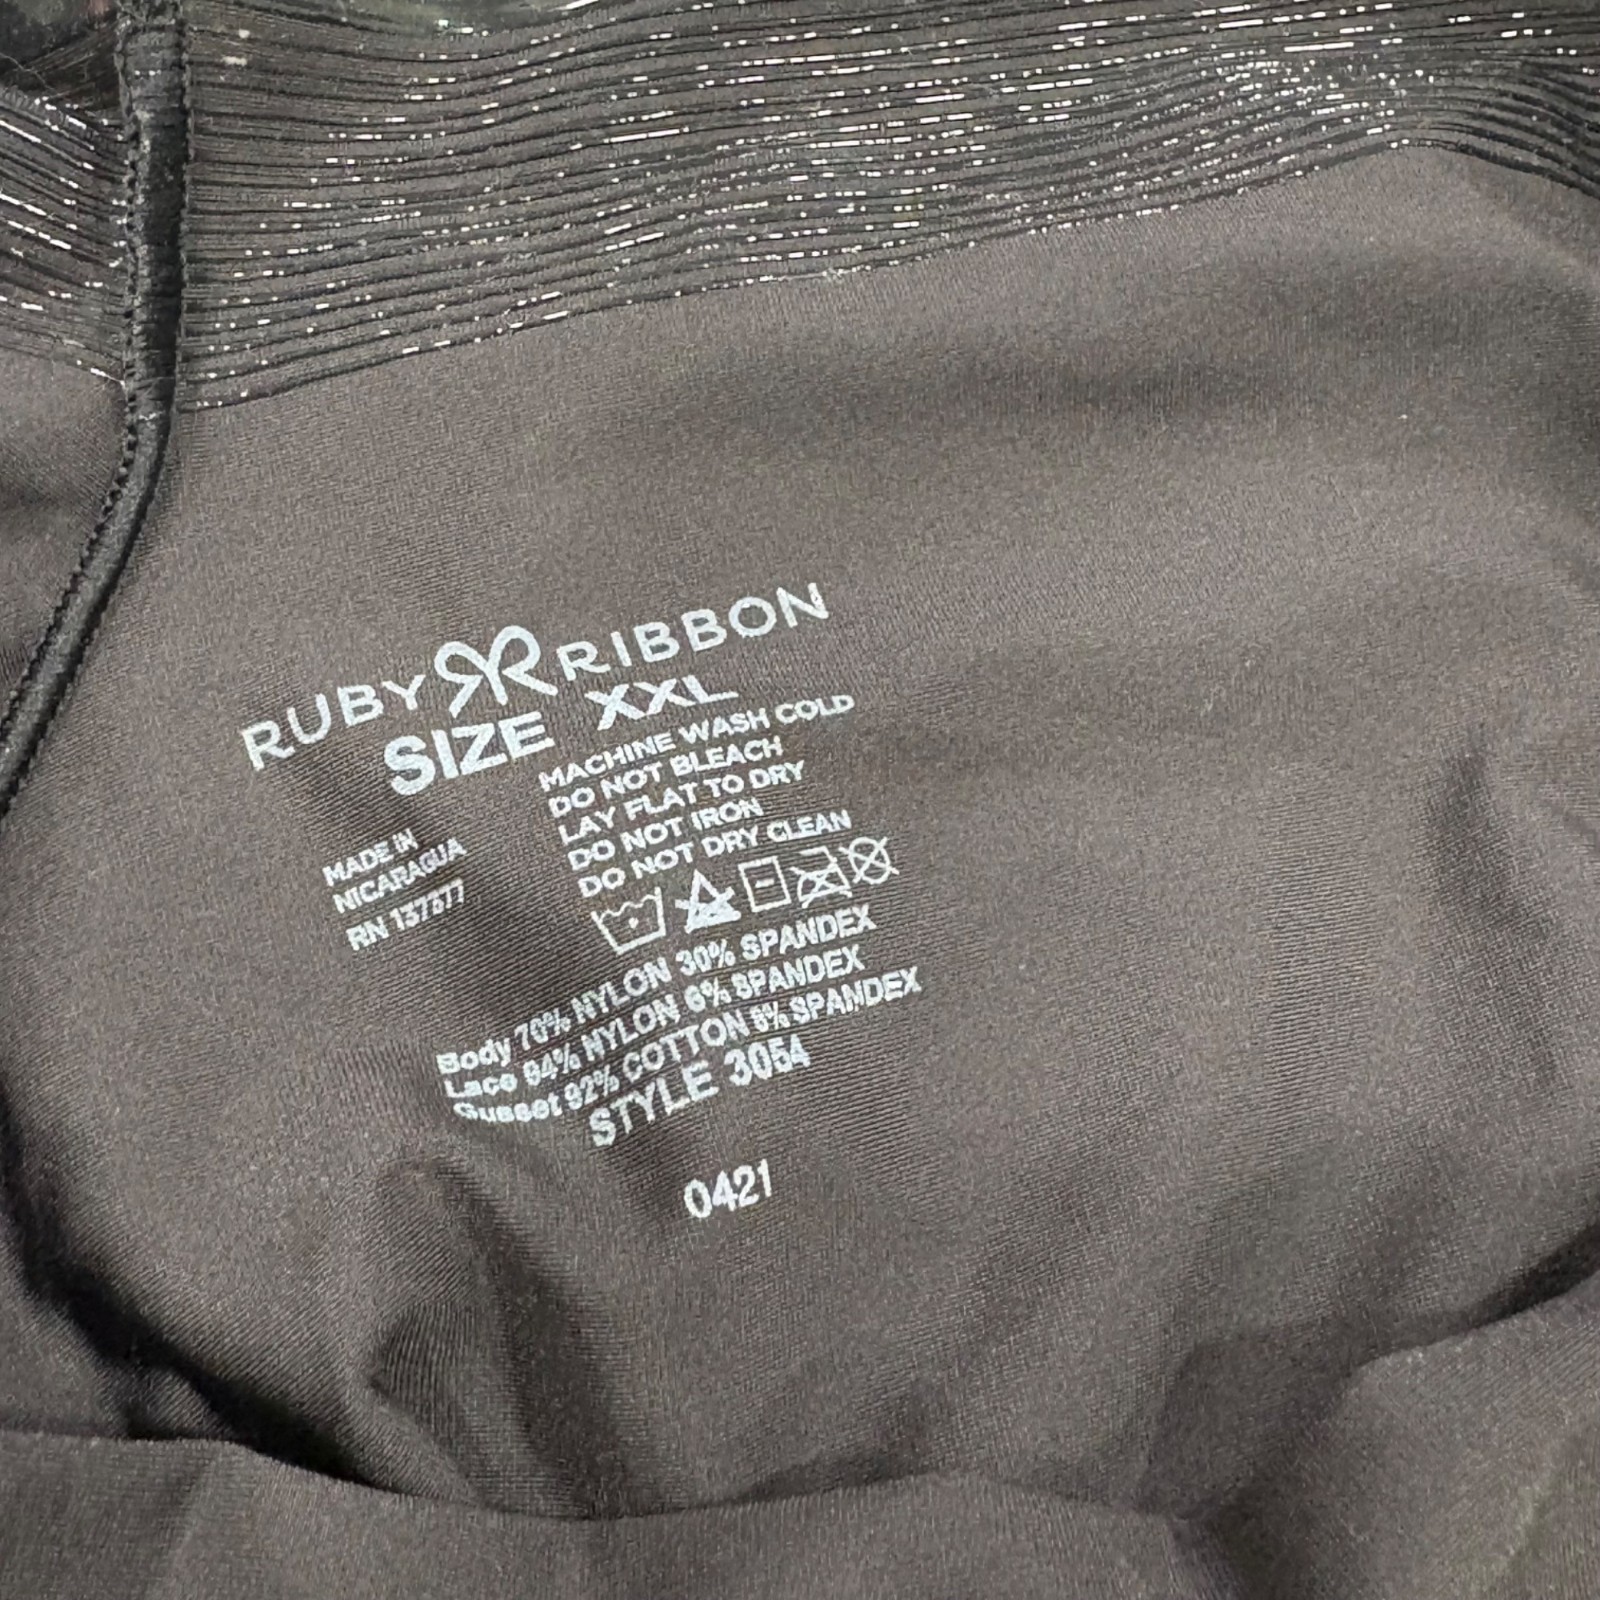 RUBY RIBBON
SIZE XXL
MACHINE WASH COLD
DO NOT BLEACH
LAY FLAT TO DRY
DO NOT IRON
DO NOT DRY CLEAN
MADE IN
NICARAGUA
RN 137377
Body 70% NYLON 30% SPANDEX
Lace 94% NYLON 6% SPANDEX
Gusset 92% COTTON 8% SPANDEX
STYLE 3054
0421